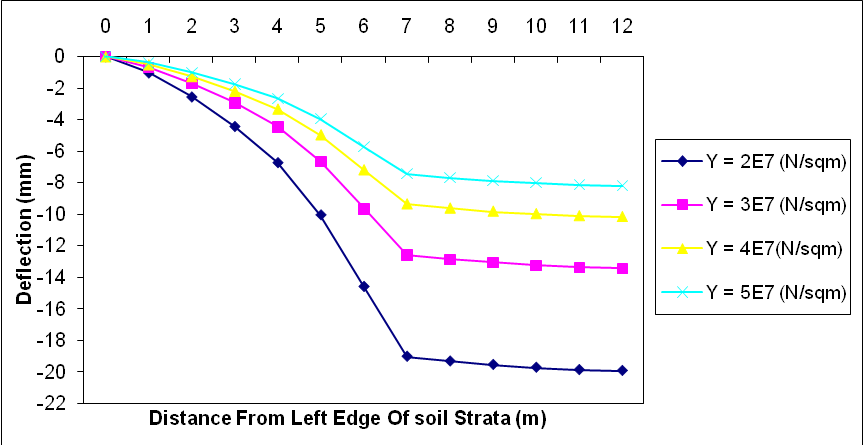 0 1 2 3 4 5 6 7 8 9 10 11 12
0
-2
-4
-6
-8
-10
-12
-14
-16
-18
-20
-22
Deflection (mm)
Distance From Left Edge Of soil Strata (m)
Y = 2E7 (N/sqm)
Y = 3E7 (N/sqm)
Y = 4E7(N/sqm)
Y = 5E7 (N/sqm)